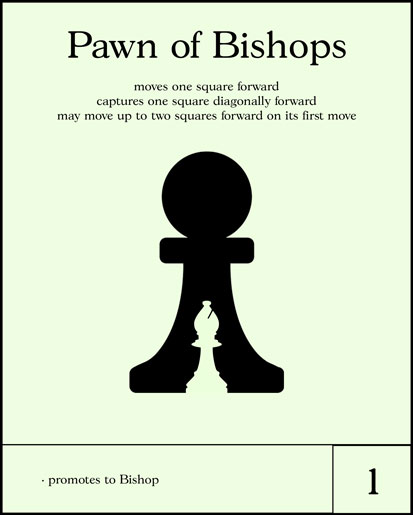 Pawn of Bishops
moves one square forward
captures one square diagonally forward
may move up to two squares forward on its first move
· promotes to Bishop
1